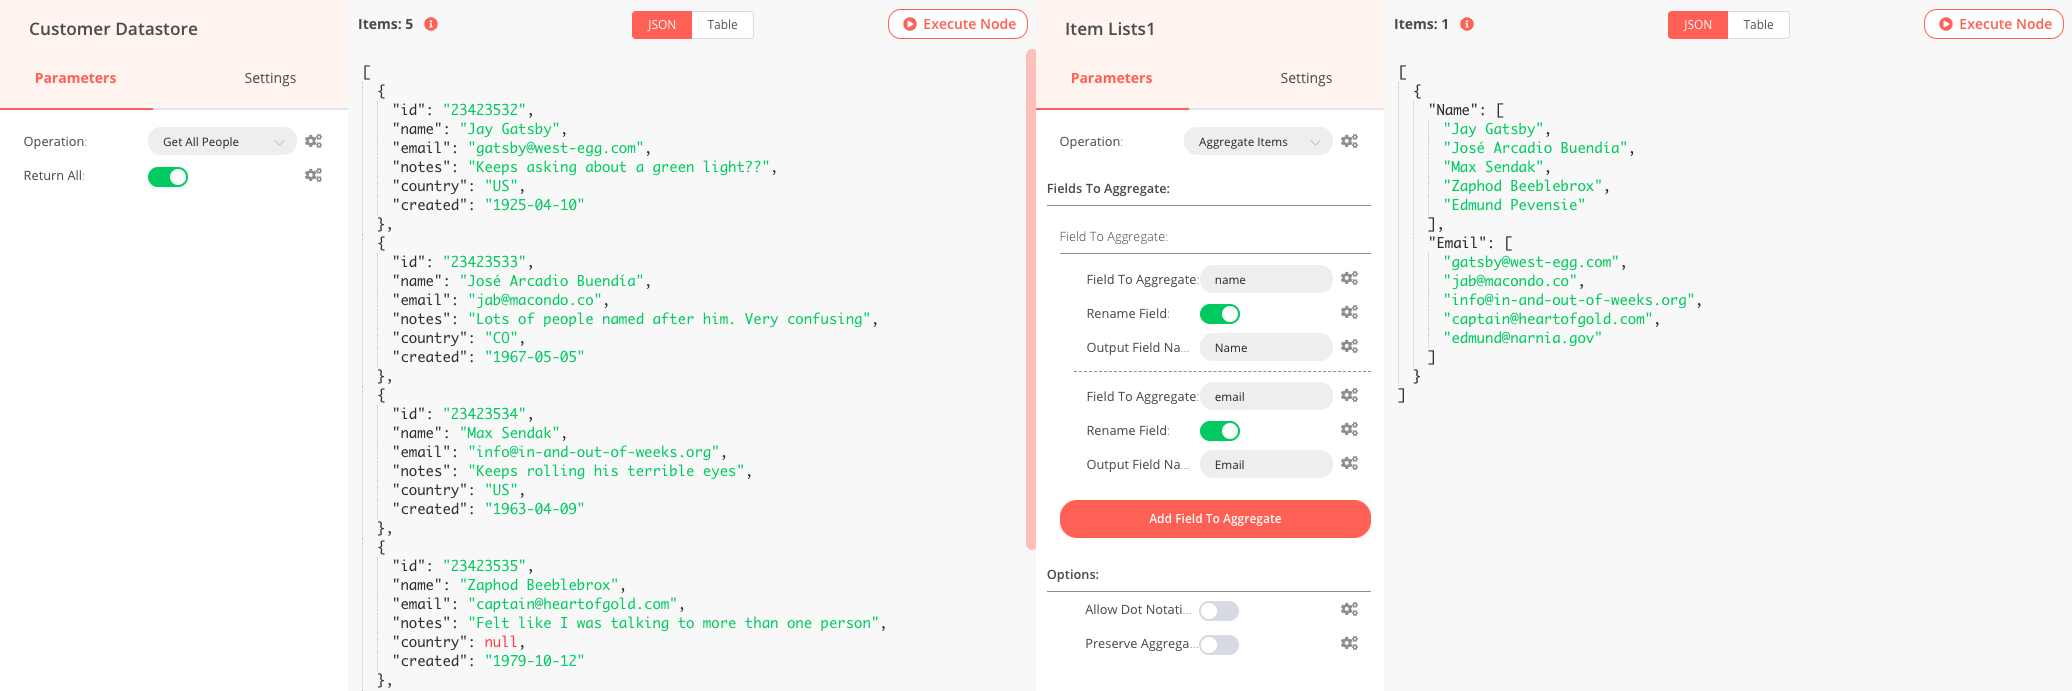 Customer Datastore
Parameters
Settings
Operation:
Get All People
Return All:
Items: 5
JSON
Table
Execute Node
[
{
"id": "23423532",
"name": "Jay Gatsby",
"email": "gatsby@west-egg.com",
"notes": "Keeps asking about a green light??",
"country": "US",
"created": "1925-04-10"
},
{
"id": "23423533",
"name": "José Arcadio Buendía",
"email": "jab@macondo.co",
"notes": "Lots of people named after him. Very confusing",
"country": "CO",
"created": "1967-05-05"
},
{
"id": "23423534",
"name": "Max Sendak",
"email": "info@in-and-out-of-weeks.org",
"notes": "Keeps rolling his terrible eyes",
"country": "US",
"created": "1963-04-09"
},
{
"id": "23423535",
"name": "Zaphod Beeblebrox",
"email": "captain@heartofgold.com",
"notes": "Felt like I was talking to more than one person",
"country": null,
"created": "1979-10-12"
},
Item Lists1
Parameters
Settings
Operation:
Aggregate Items
Fields To Aggregate:
Field To Aggregate:
Field To Aggregate:
name
Rename Field:
Output Field Na...
Name
Field To Aggregate:
email
Rename Field:
Output Field Na...
Email
Add Field To Aggregate
Options:
Allow Dot Notati...
Preserve Aggrega...
Items: 1
JSON
Table
Execute Node
[
{
"Name": [
"Jay Gatsby",
"José Arcadio Buendía",
"Max Sendak",
"Zaphod Beeblebrox",
"Edmund Pevensie"
],
"Email": [
"gatsby@west-egg.com",
"jab@macondo.co",
"info@in-and-out-of-weeks.org",
"captain@heartofgold.com",
"edmund@narnia.gov"
]
}
]